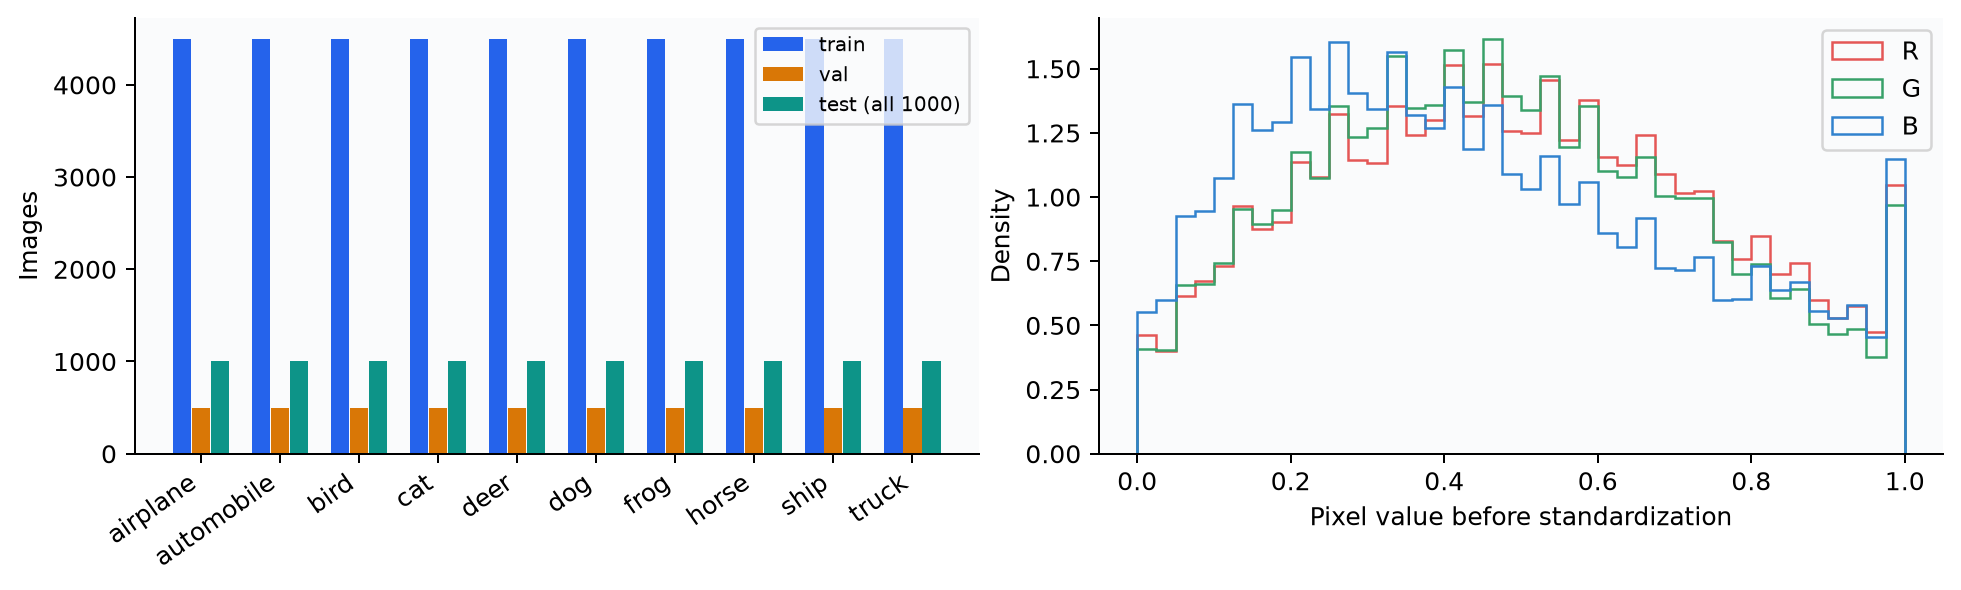 train
val
test (all 1000)
Images
4000
3000
2000
1000
0
airplane
automobile
bird
cat
deer
dog
frog
horse
ship
truck
R
G
B
Density
1.50
1.25
1.00
0.75
0.50
0.25
0.00
0.0 0.2 0.4 0.6 0.8 1.0
Pixel value before standardization